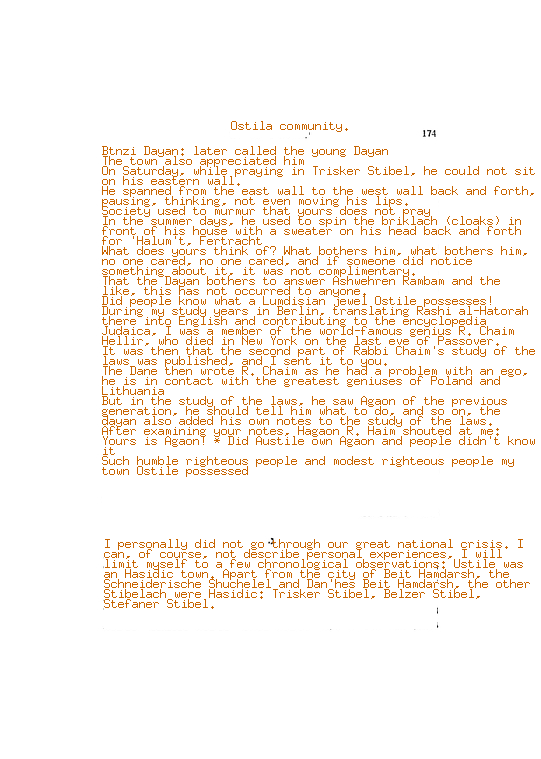 Ostila community.
174
Btnzi Dayan: later called the young Dayan
The town also appreciated him
On Saturday, while praying in Trisker Stibel, he could not sit
on his eastern wall.
He spanned from the east wall to the west wall back and forth,
pausing, thinking, not even moving his lips.
Society used to murmur that yours does not pray
In the summer days, he used to spin the briklach (cloaks) in
front of his house with a sweater on his head back and forth
for 'Halum't, Fertracht
What does yours think of? What bothers him, what bothers him,
no one cared, no one cared, and if someone did notice
something about it, it was not complimentary.
That the Dayan bothers to answer Ashwehren Rambam and the
like, this has not occurred to anyone.
Did people know what a Lumdisian jewel Ostile possesses!
During my study years in Berlin, translating Rashi al-Hatorah
there into English and contributing to the encyclopedia
Judaica, I was a member of the world-famous genius R. Chaim
Hellir, who died in New York on the last eve of Passover.
It was then that the second part of Rabbi Chaim's study of the
laws was published, and I sent it to you.
The Dane then wrote R. Chaim as he had a problem with an ego,
he is in contact with the greatest geniuses of Poland and
Lithuania
But in the study of the laws, he saw Agaon of the previous
generation, he should tell him what to do, and so on, the
dayan also added his own notes to the study of the laws.
After examining your notes, Hagaon R. Haim shouted at me:
Yours is Agaon! * Did Austile own Agaon and people didn't know
it
Such humble righteous people and modest righteous people my
town Ostile possessed
I personally did not go through our great national crisis. I
can, of course, not describe personal experiences, I will
limit myself to a few chronological observations: Ustile was
an Hasidic town. Apart from the city of Beit Hamdarsh, the
Schneiderische Shuchelel and Dan'hes Beit Hamdarsh, the other
Stibelach were Hasidic: Trisker Stibel, Belzer Stibel,
Stefaner Stibel.